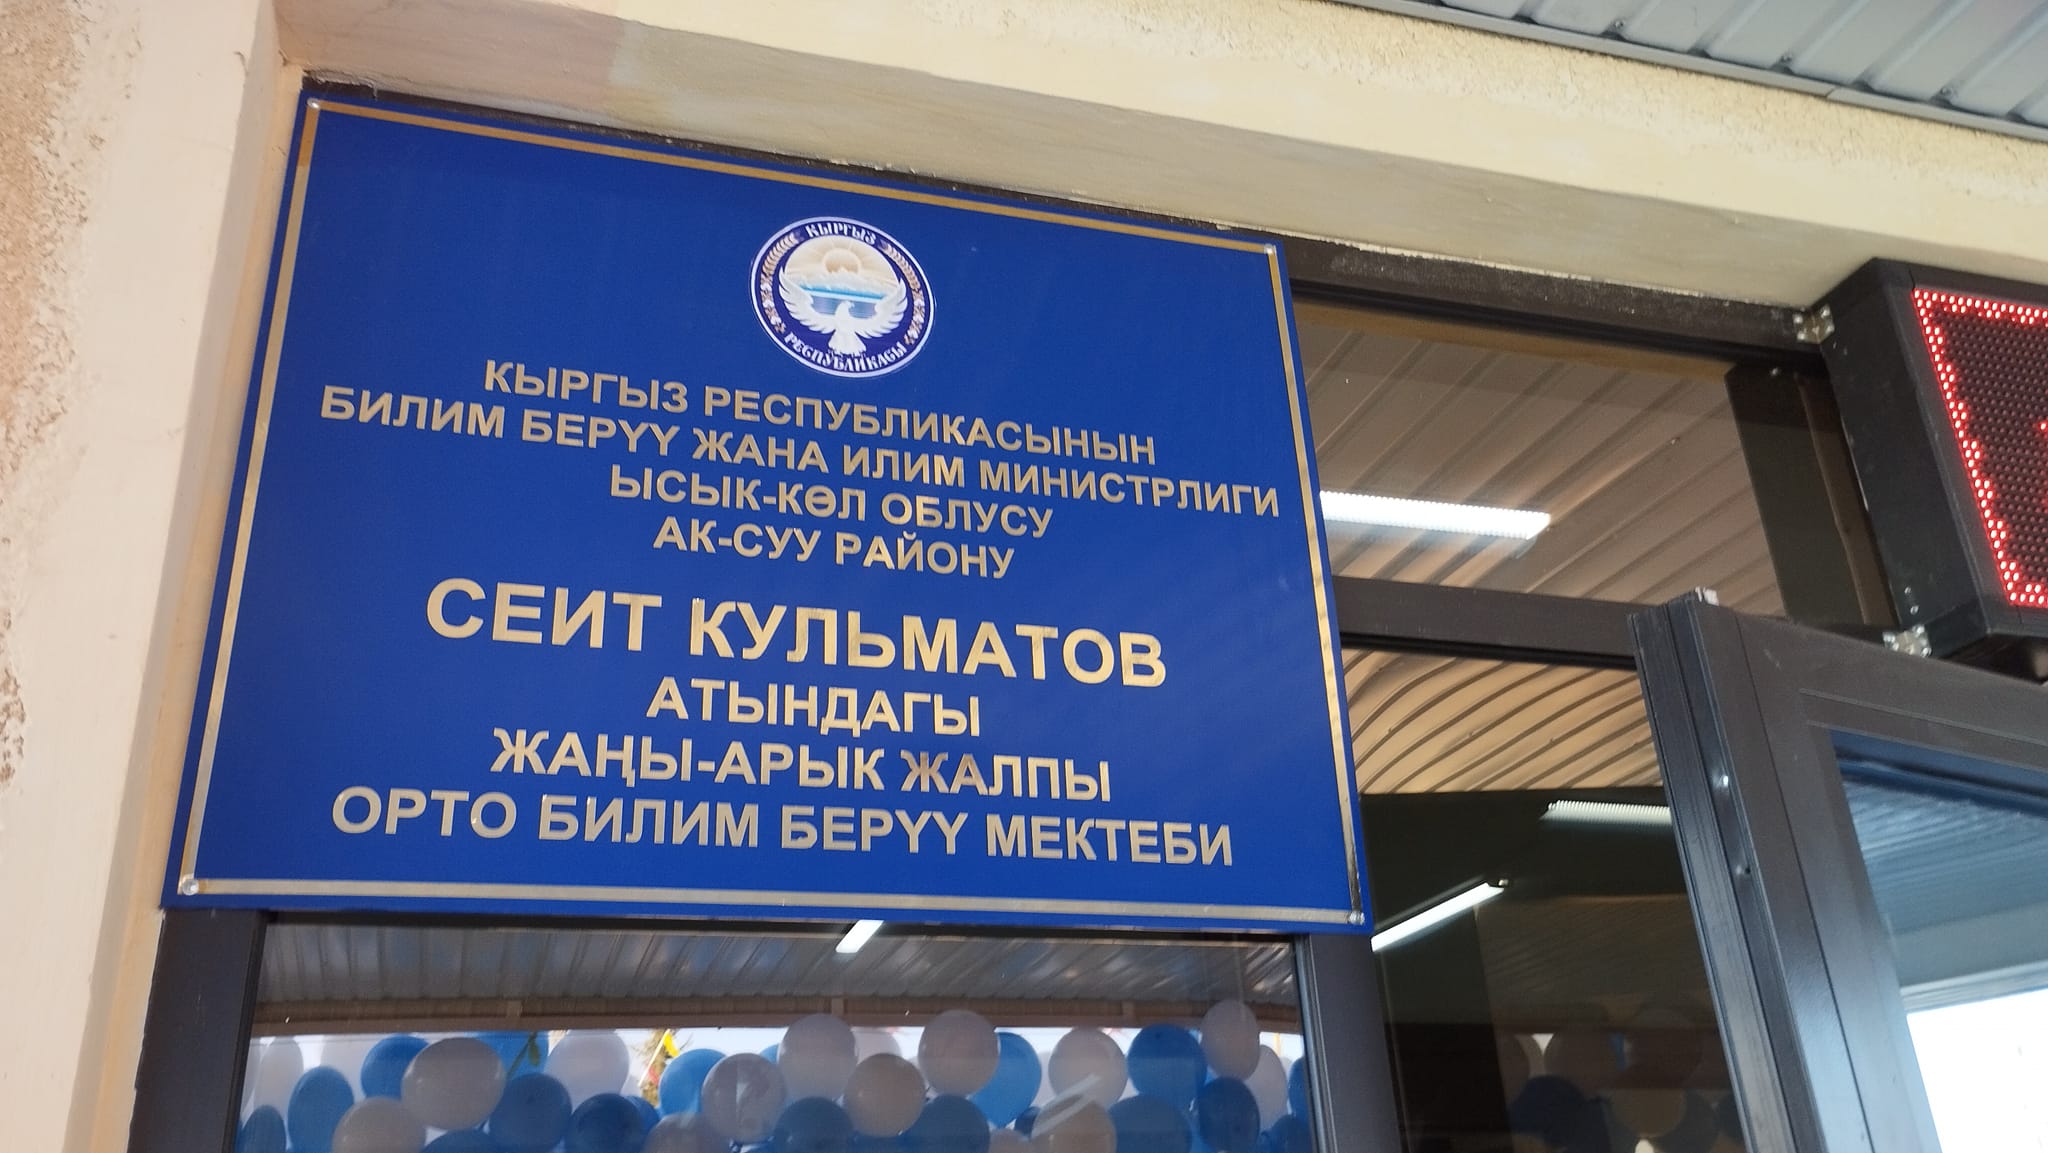 КЫРГЫЗ
РЕСПУБЛИКАСЫ
КЫРГЫЗ РЕСПУБЛИКАСЫНЫН
БИЛИМ БЕРҮҮ ЖАНА ИЛИМ МИНИСТРЛИГИ
ЫСЫК-КӨЛ ОБЛУСУ
АК-СУУ РАЙОНУ
СЕИТ КУЛЬМАТОВ
АТЫНДАГЫ
ЖАҢЫ-АРЫК ЖАЛПЫ
ОРТО БИЛИМ БЕРҮҮ МЕКТЕБИ